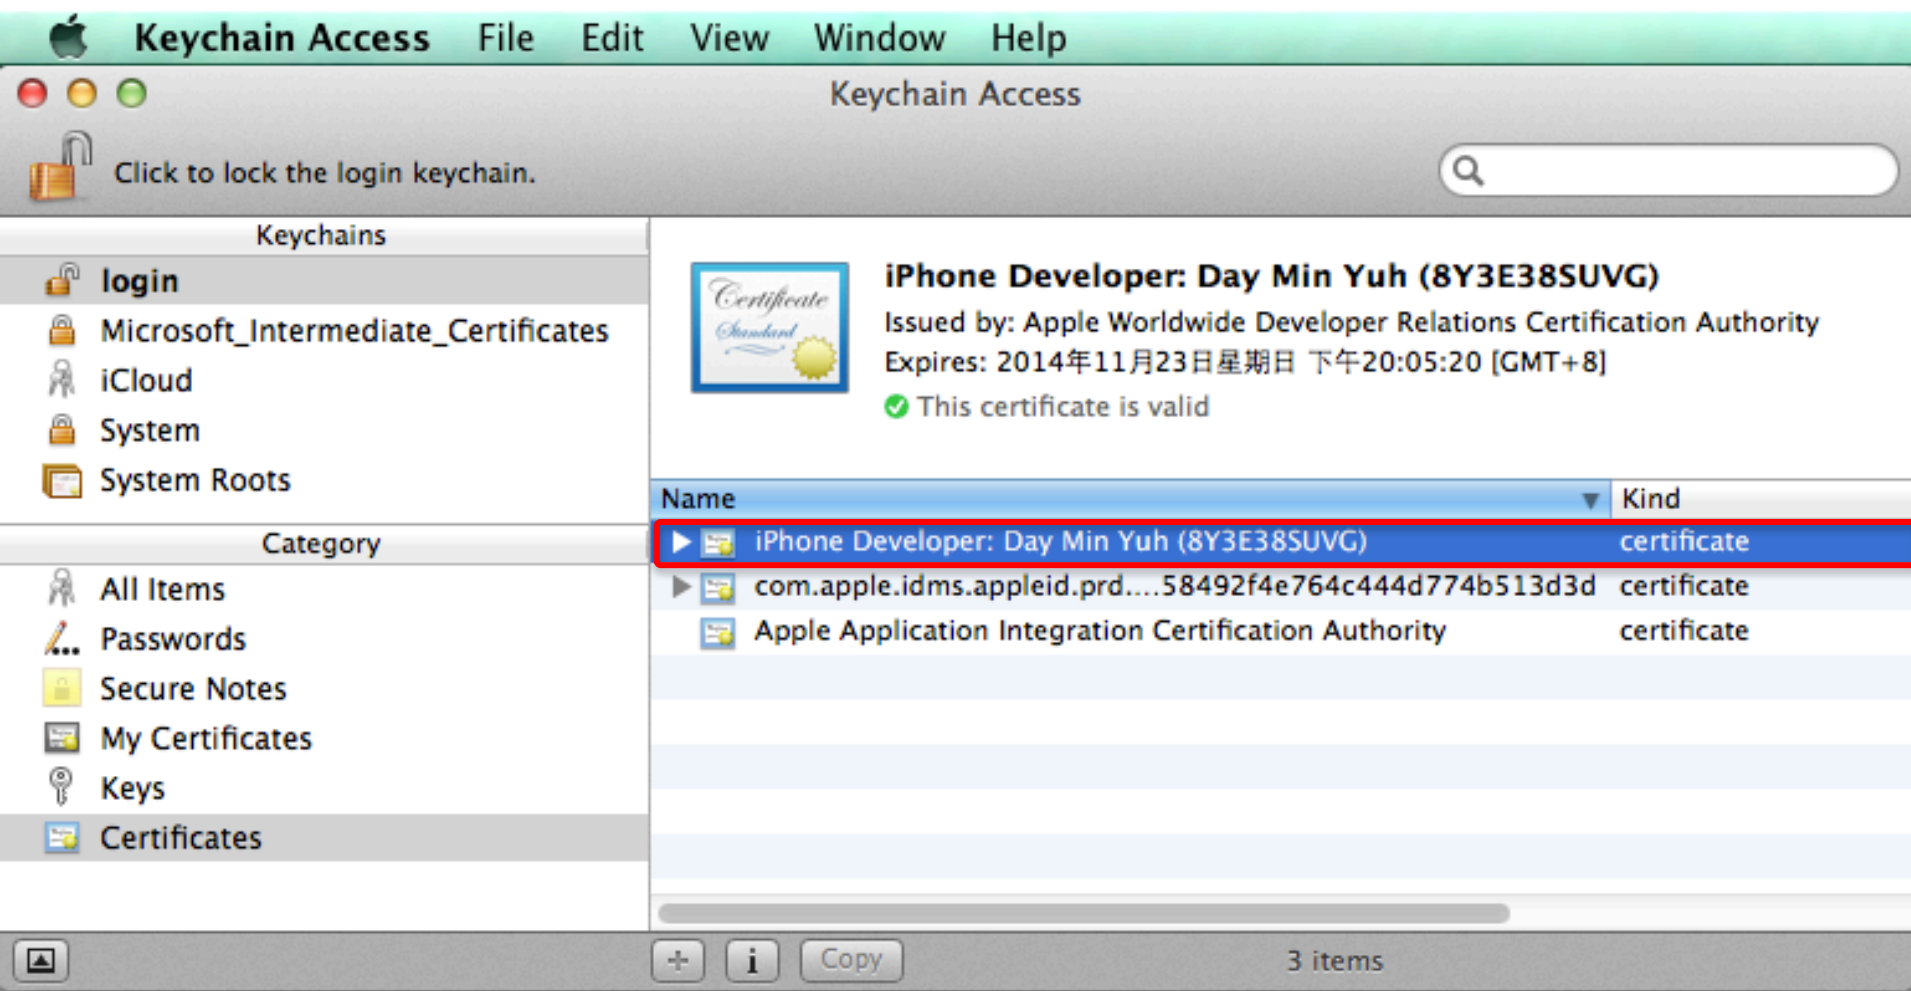 Keychain Access File Edit View Window Help
Keychain Access
Click to lock the login keychain.
Keychains
login
Microsoft_Intermediate_Certificates
iCloud
System
System Roots
Category
All Items
Passwords
Secure Notes
My Certificates
Keys
Certificates
Certificate
Standard
iPhone Developer: Day Min Yuh (8Y3E38SUVG)
Issued by: Apple Worldwide Developer Relations Certification Authority
Expires: 2014年11月23日星期日 下午20:05:20 [GMT+8]
This certificate is valid
Name Kind
iPhone Developer: Day Min Yuh (8Y3E38SUVG) certificate
com.apple.idms.appleid.prd....58492f4e764c444d774b513d3d certificate
Apple Application Integration Certification Authority certificate
+ i Copy 3 items